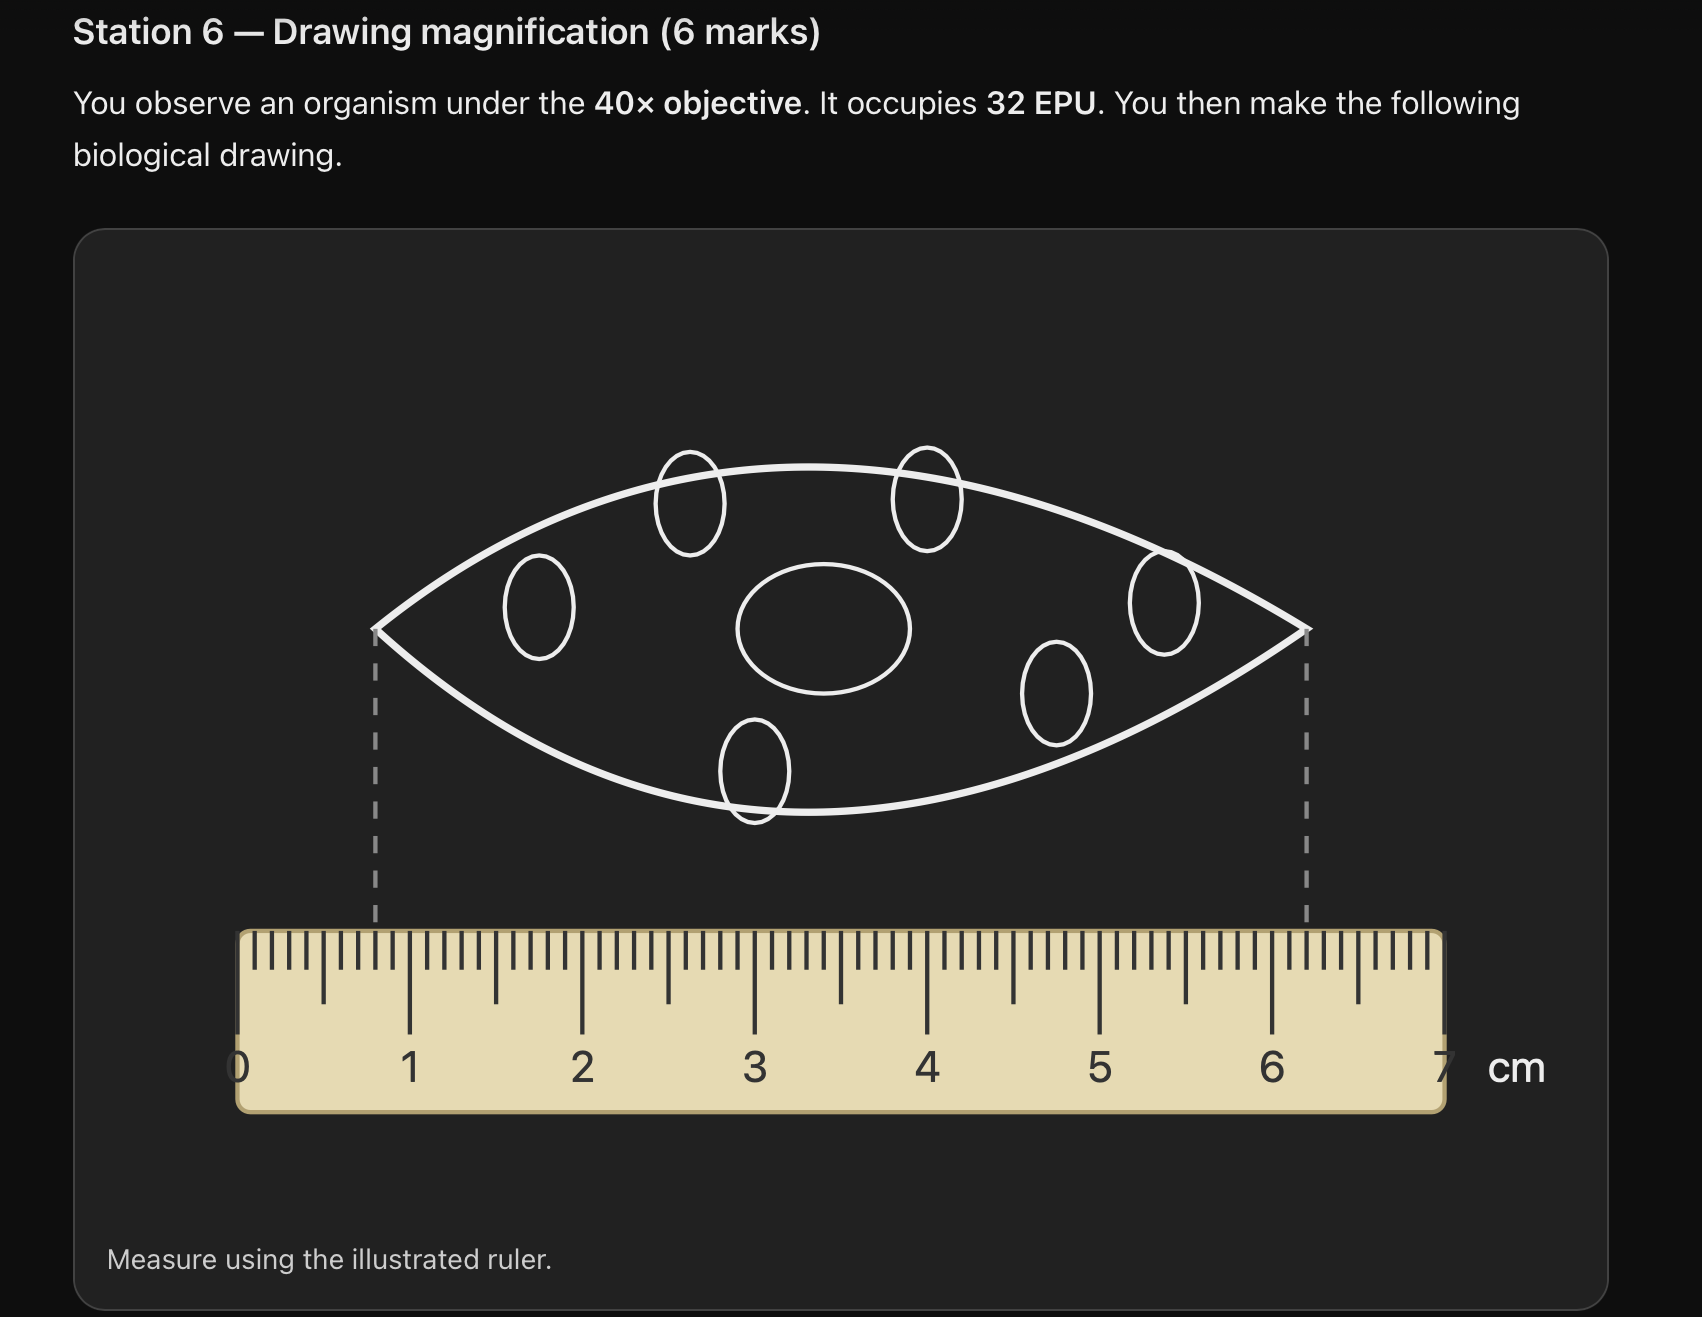 Station 6 — Drawing magnification (6 marks)
You observe an organism under the 40× objective. It occupies 32 EPU. You then make the following
biological drawing.
0 1 2 3 4 5 6 7 cm
Measure using the illustrated ruler.